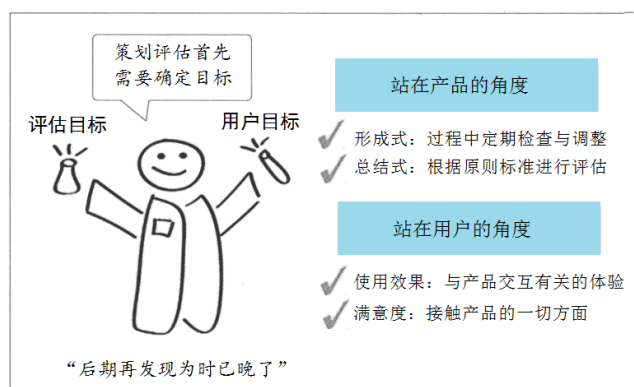 策划评估首先
需要确定目标
评估目标
用户目标
“后期再发现为时已晚了”
站在产品的角度
形成式：过程中定期检查与调整
总结式：根据原则标准进行评估
站在用户的角度
使用效果：与产品交互有关的体验
满意度：接触产品的一切方面